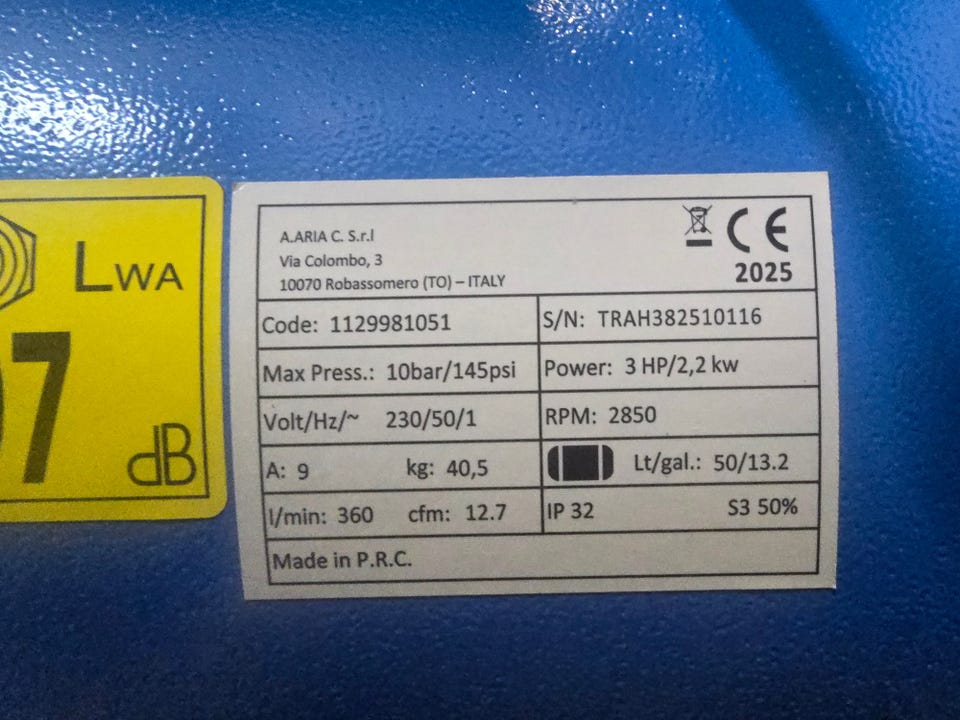 LWA
7
dB
A.ARIA C. S.r.l
Via Colombo, 3
10070 Robassomero (TO) – ITALY
CE
2025
Code: 1129981051
S/N: TRAH382510116
Max Press.: 10bar/145psi
Power: 3 HP/2,2 kw
Volt/Hz/~ 230/50/1
RPM: 2850
A: 9 kg: 40,5
Lt/gal.: 50/13.2
l/min: 360 cfm: 12.7
IP 32 S3 50%
Made in P.R.C.